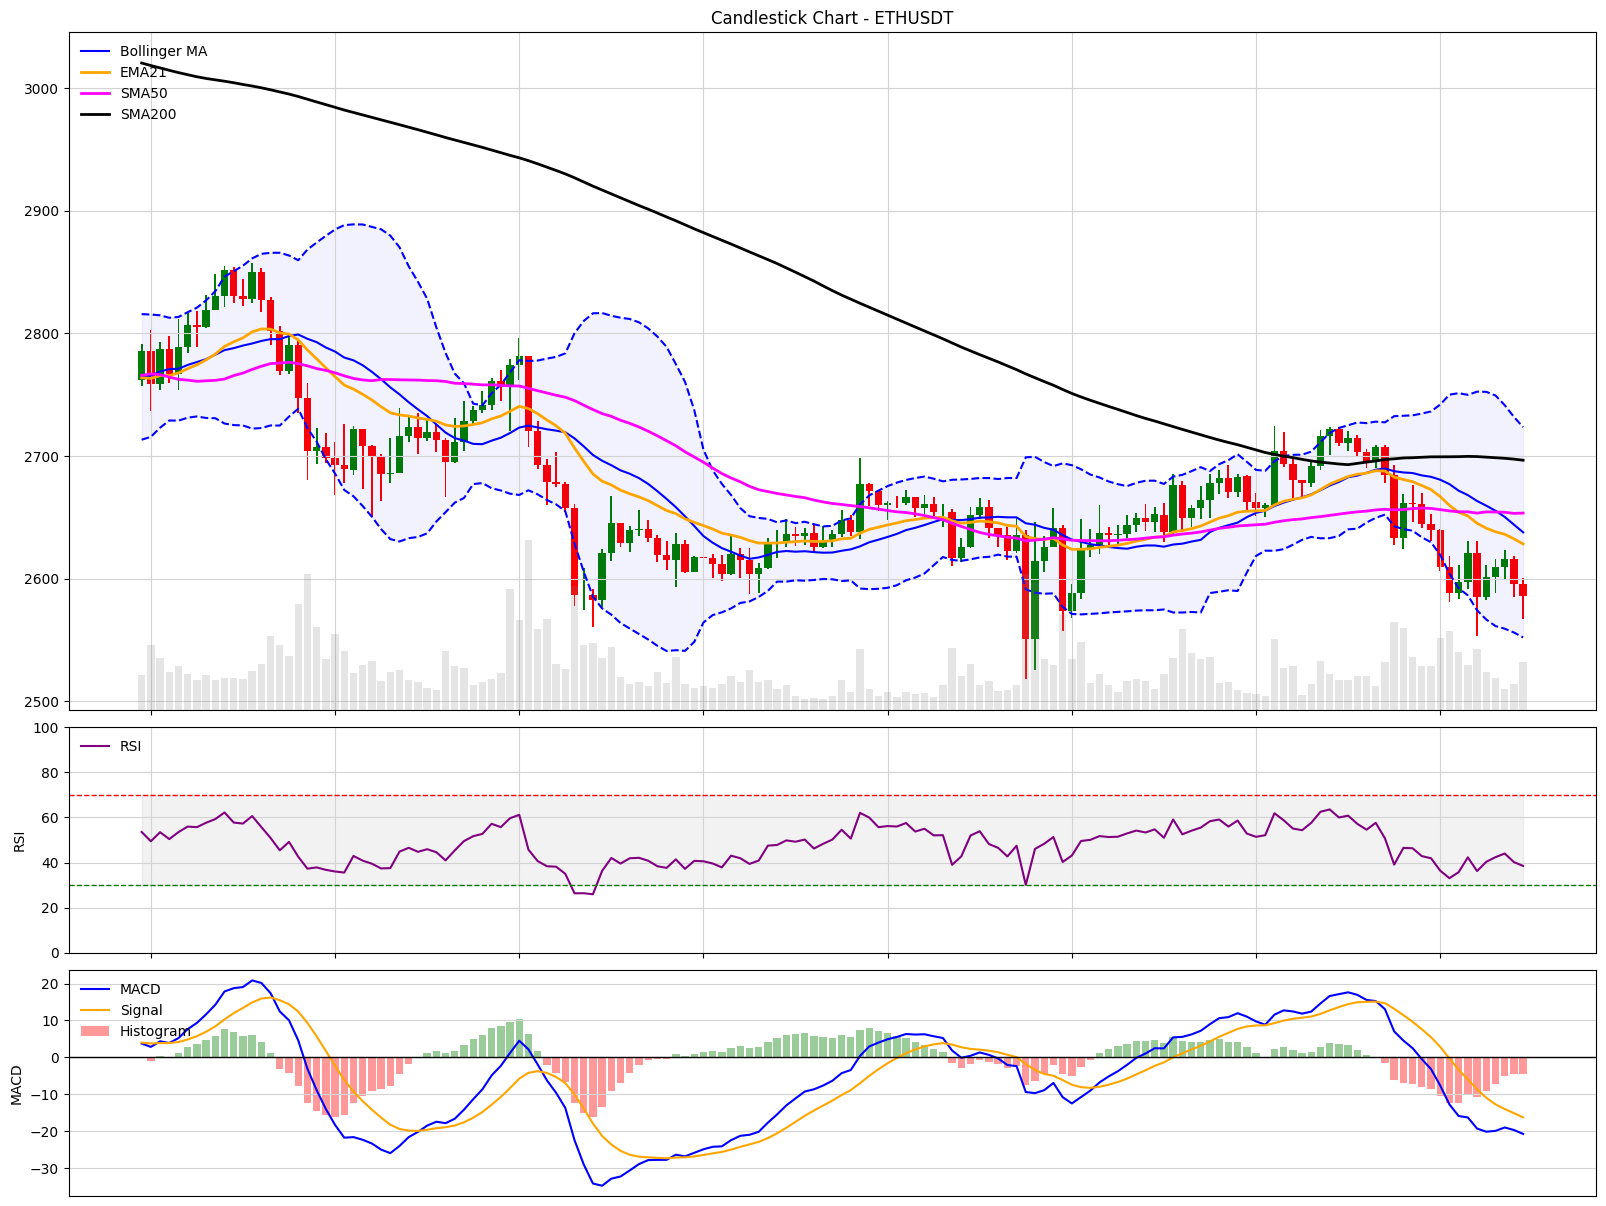 Candlestick Chart - ETHUSDT
Bollinger MA
EMA21
SMA50
SMA200
3000
2900
2800
2700
2600
2500
RSI
100
80
60
40
20
0
RSI
MACD
Signal
Histogram
20
10
0
−10
−20
−30
MACD